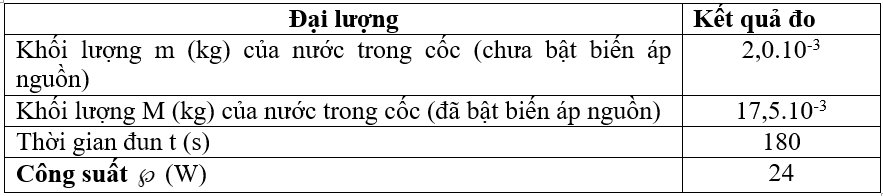 Đại lượng Kết quả đo
Khối lượng m (kg) của nước trong cốc (chưa bật biến áp nguồn) 2,0.10-3
Khối lượng M (kg) của nước trong cốc (đã bật biến áp nguồn) 17,5.10-3
Thời gian đun t (s) 180
Công suất ℘ (W) 24